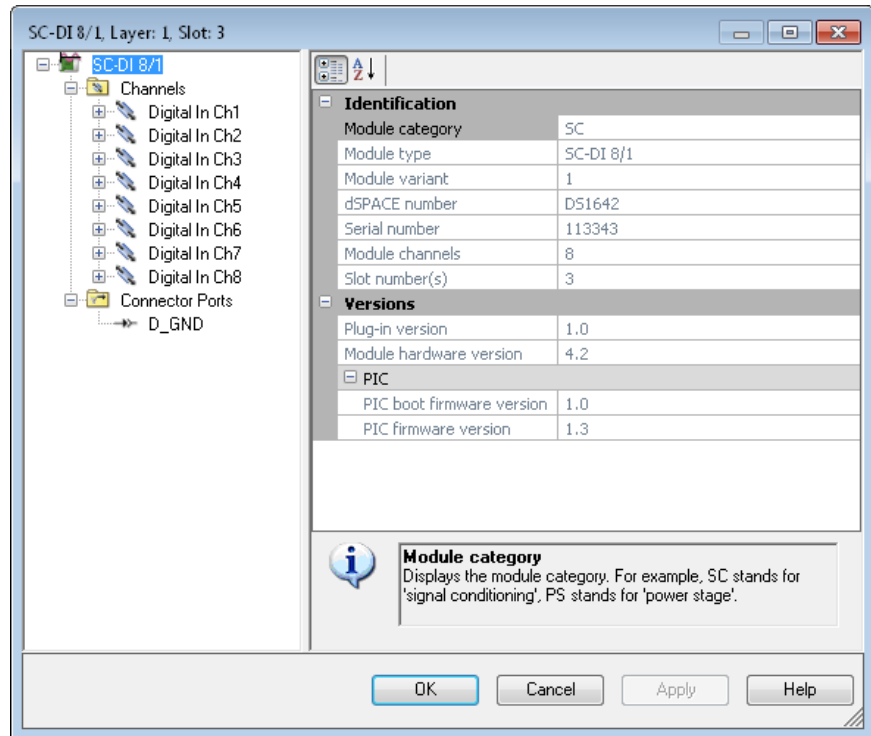 SC-DI 8/1, Layer: 1, Slot: 3
SC-DI 8/1
Channels
Digital In Ch1
Digital In Ch2
Digital In Ch3
Digital In Ch4
Digital In Ch5
Digital In Ch6
Digital In Ch7
Digital In Ch8
Connector Ports
D_GND
Identification
Module category SC
Module type SC-DI 8/1
Module variant 1
dSPACE number DS1642
Serial number 113343
Module channels 8
Slot number(s) 3
Versions
Plug-in version 1.0
Module hardware version 4.2
PIC
PIC boot firmware version 1.0
PIC firmware version 1.3
Module category
Displays the module category. For example, SC stands for
'signal conditioning', PS stands for 'power stage'.
OK Cancel Apply Help